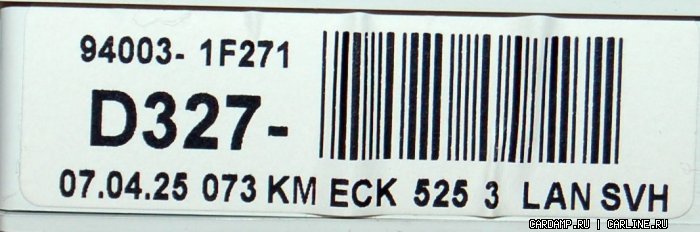 94003- 1F271
D327-
07.04.25 073 KM ECK 525 3 LAN SVH
CARDAMP.RU | CARLINE.RU